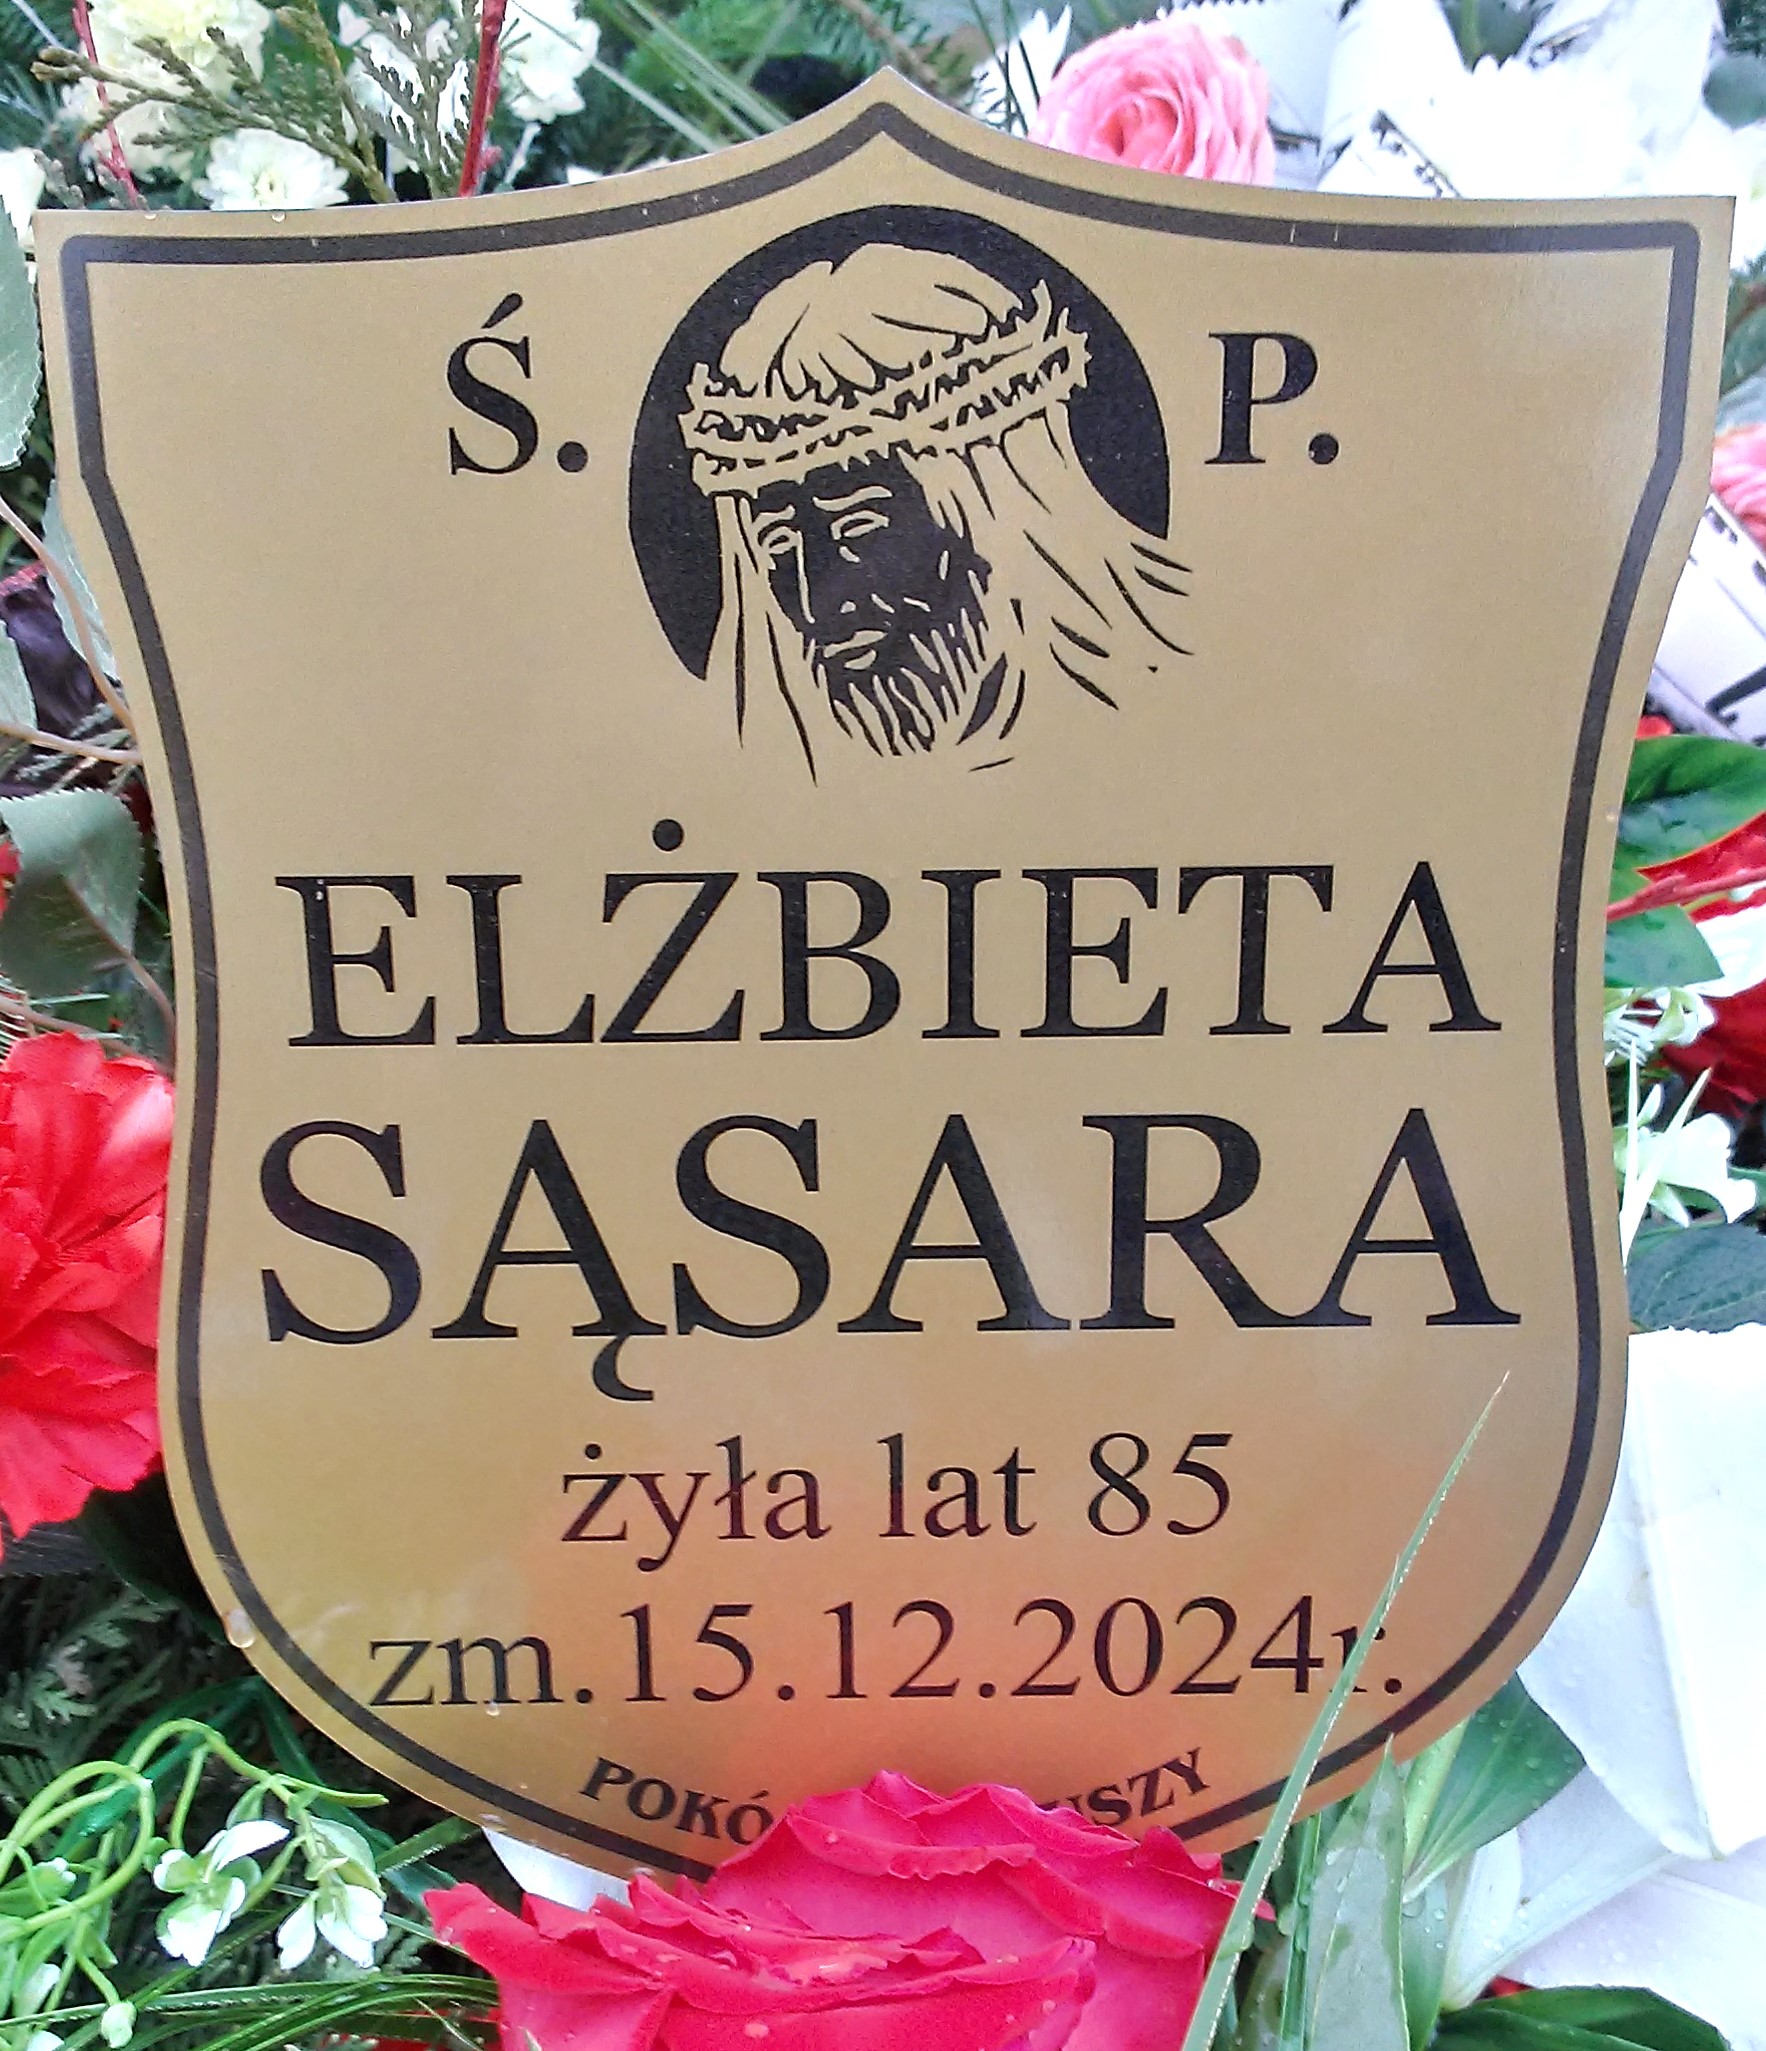 Ś. P.
ELŻBIETA
SĄSARA
żyła lat 85
zm.15.12.2024r.